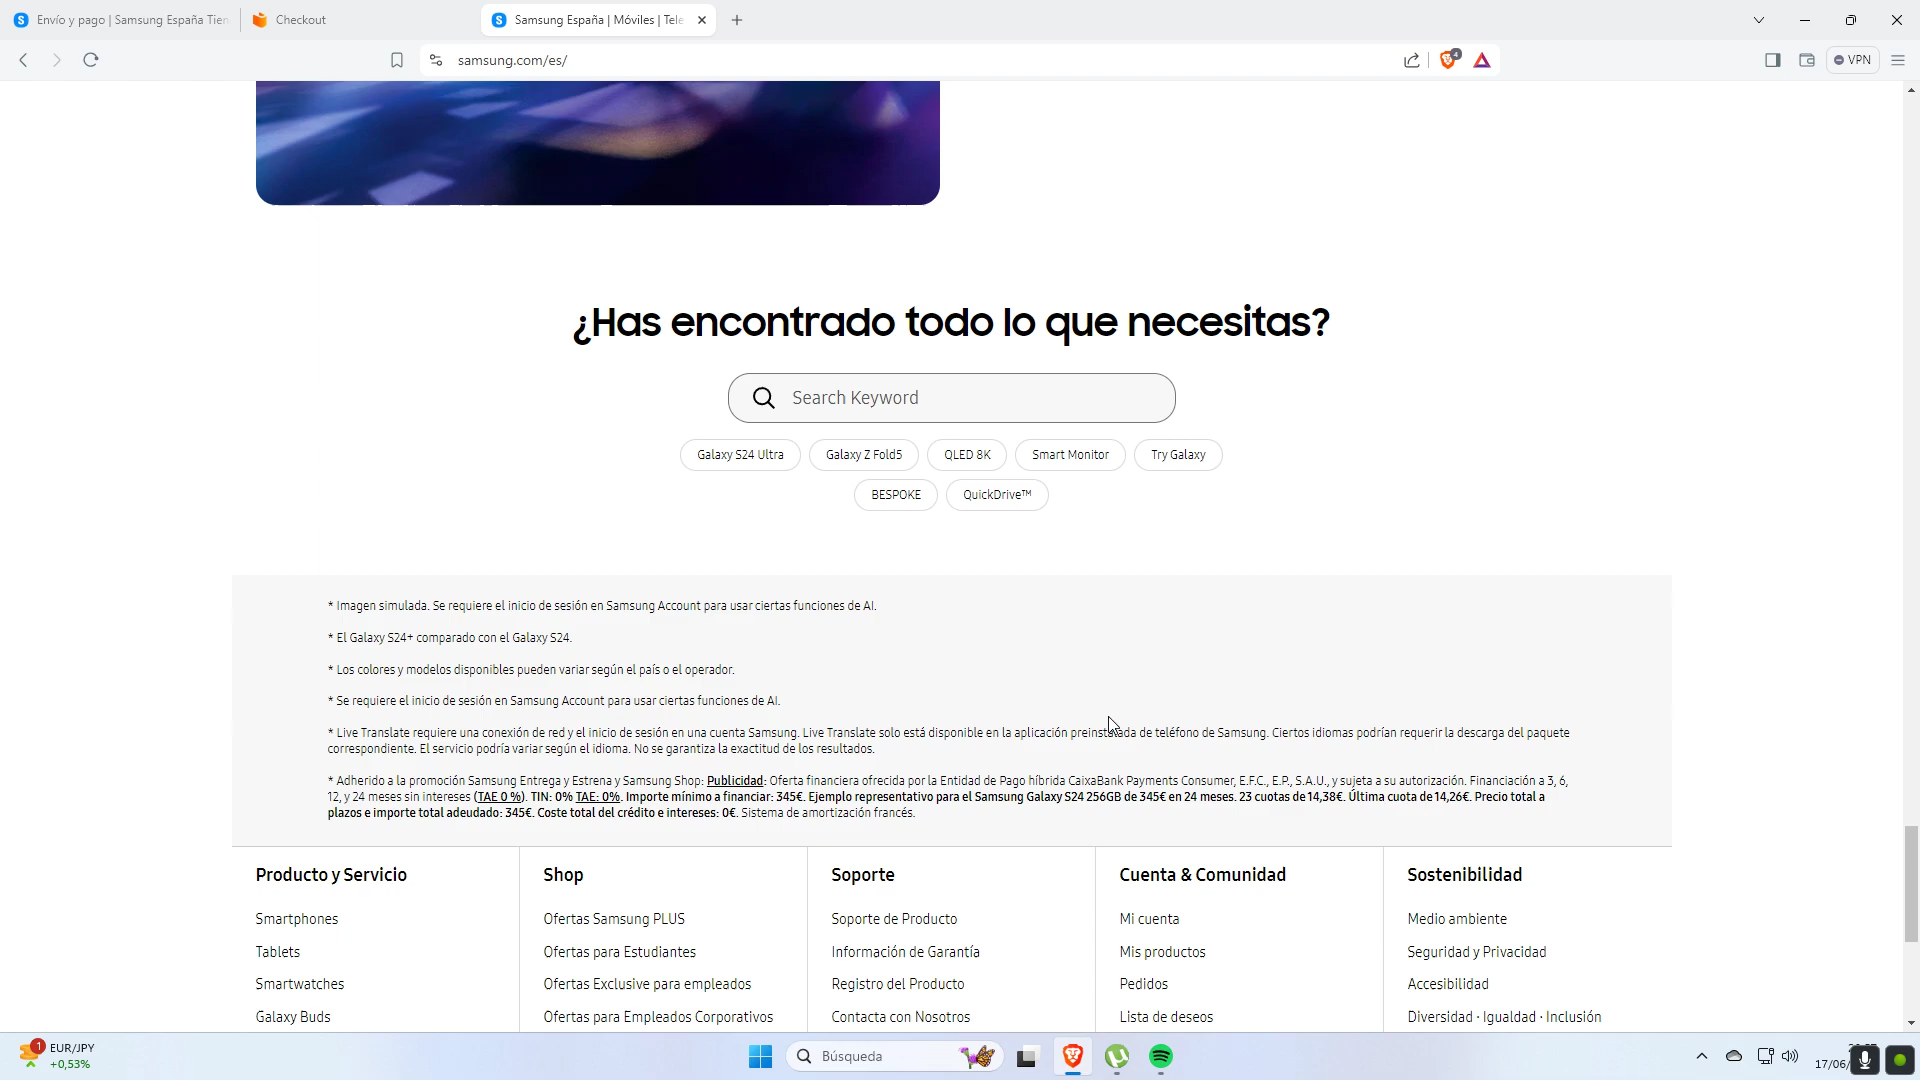 Envío y pago | Samsung España Tien
Checkout
Samsung España | Móviles | Tele
samsung.com/es/
4
VPN
¿Has encontrado todo lo que necesitas?
Search Keyword
Galaxy S24 Ultra
Galaxy Z Fold5
QLED 8K
Smart Monitor
Try Galaxy
BESPOKE
QuickDrive™
* Imagen simulada. Se requiere el inicio de sesión en Samsung Account para usar ciertas funciones de AI.
* El Galaxy S24+ comparado con el Galaxy S24.
* Los colores y modelos disponibles pueden variar según el país o el operador.
* Se requiere el inicio de sesión en Samsung Account para usar ciertas funciones de AI.
* Live Translate requiere una conexión de red y el inicio de sesión en una cuenta Samsung. Live Translate solo está disponible en la aplicación preinstalada de teléfono de Samsung. Ciertos idiomas podrían requerir la descarga del paquete
correspondiente. El servicio podría variar según el idioma. No se garantiza la exactitud de los resultados.
* Adherido a la promoción Samsung Entrega y Estrena y Samsung Shop: Publicidad: Oferta financiera ofrecida por la Entidad de Pago híbrida CaixaBank Payments Consumer, E.F.C., E.P., S.A.U., y sujeta a su autorización. Financiación a 3, 6,
12, y 24 meses sin intereses (TAE 0 %). TIN: 0% TAE: 0%. Importe mínimo a financiar: 345€. Ejemplo representativo para el Samsung Galaxy S24 256GB de 345€ en 24 meses. 23 cuotas de 14,38€. Última cuota de 14,26€. Precio total a
plazos e importe total adeudado: 345€. Coste total del crédito e intereses: 0€. Sistema de amortización francés.
Producto y Servicio
Smartphones
Tablets
Smartwatches
Galaxy Buds
Shop
Ofertas Samsung PLUS
Ofertas para Estudiantes
Ofertas Exclusive para empleados
Ofertas para Empleados Corporativos
Soporte
Soporte de Producto
Información de Garantía
Registro del Producto
Contacta con Nosotros
Cuenta & Comunidad
Mi cuenta
Mis productos
Pedidos
Lista de deseos
Sostenibilidad
Medio ambiente
Seguridad y Privacidad
Accesibilidad
Diversidad · Igualdad · Inclusión
1
EUR/JPY
+0,53%
Búsqueda
17/06/